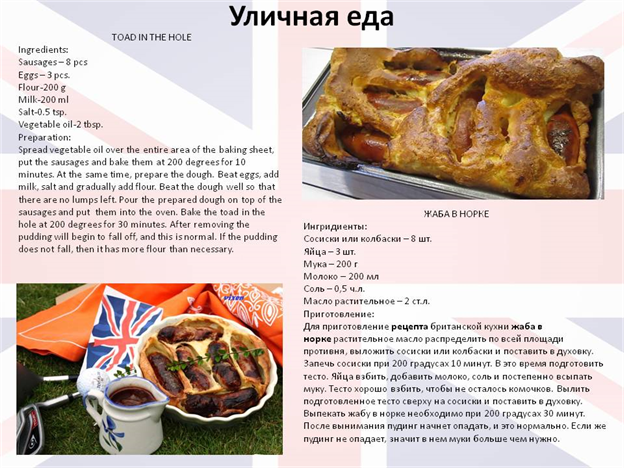 Уличная еда
TOAD IN THE HOLE
Ingredients:
Sausages – 8 pcs
Eggs – 3 pcs.
Flour-200 g
Milk-200 ml
Salt-0.5 tsp.
Vegetable oil-2 tbsp.
Preparation:
Spread vegetable oil over the entire area of the baking sheet,
put the sausages and bake them at 200 degrees for 10
minutes. At the same time, prepare the dough. Beat eggs, add
milk, salt and gradually add flour. Beat the dough well so that
there are no lumps left. Pour the prepared dough on top of the
sausages and put them into the oven. Bake the toad in the
hole at 200 degrees for 30 minutes. After removing the
pudding will begin to fall off, and this is normal. If the pudding
does not fall, then it has more flour than necessary.
ЖАБА В НОРКЕ
Ингридиенты:
Сосиски или колбаски – 8 шт.
Яйца – 3 шт.
Мука – 200 г
Молоко – 200 мл
Соль – 0,5 ч.л.
Масло растительное – 2 ст.л.
Приготовление:
Для приготовление рецепта британской кухни жаба в
норке растительное масло распределить по всей площади
противня, выложить сосиски или колбаски и поставить в духовку.
Запечь сосиски при 200 градусах 10 минут. В это время подготовить
тесто. Яйца взбить, добавить молоко, соль и постепенно всыпать
муку. Тесто хорошо взбить, чтобы не осталось комочков. Вылить
подготовленное тесто сверху на сосиски и поставить в духовку.
Выпекать жабу в норке необходимо при 200 градусах 30 минут.
После вынимания пудинг начнет опадать, и это нормально. Если же
пудинг не опадает, значит в нем муки больше чем нужно.